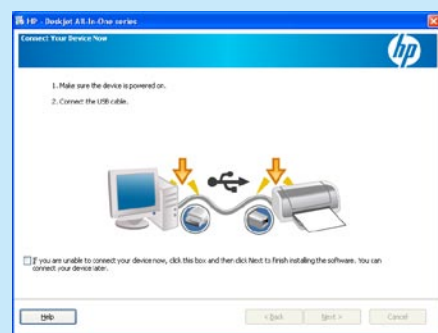 HP - Deskjet All-In-One series
Connect Your Device Now
hp
1. Make sure the device is powered on.
2. Connect the USB cable.
If you are unable to connect your device now, click this box and then click Next to finish installing the software. You can
connect your device later.
Help
< Back
Next >
Cancel